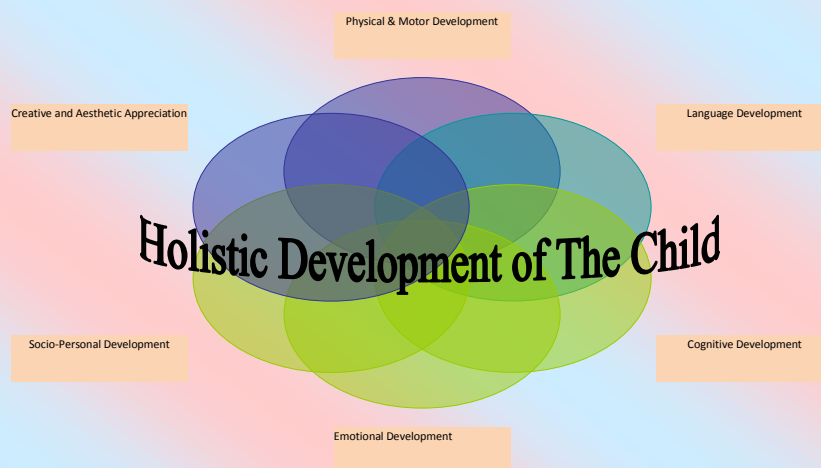 Physical & Motor Development
Creative and Aesthetic Appreciation
Language Development
Holistic Development of The Child
Socio-Personal Development
Cognitive Development
Emotional Development